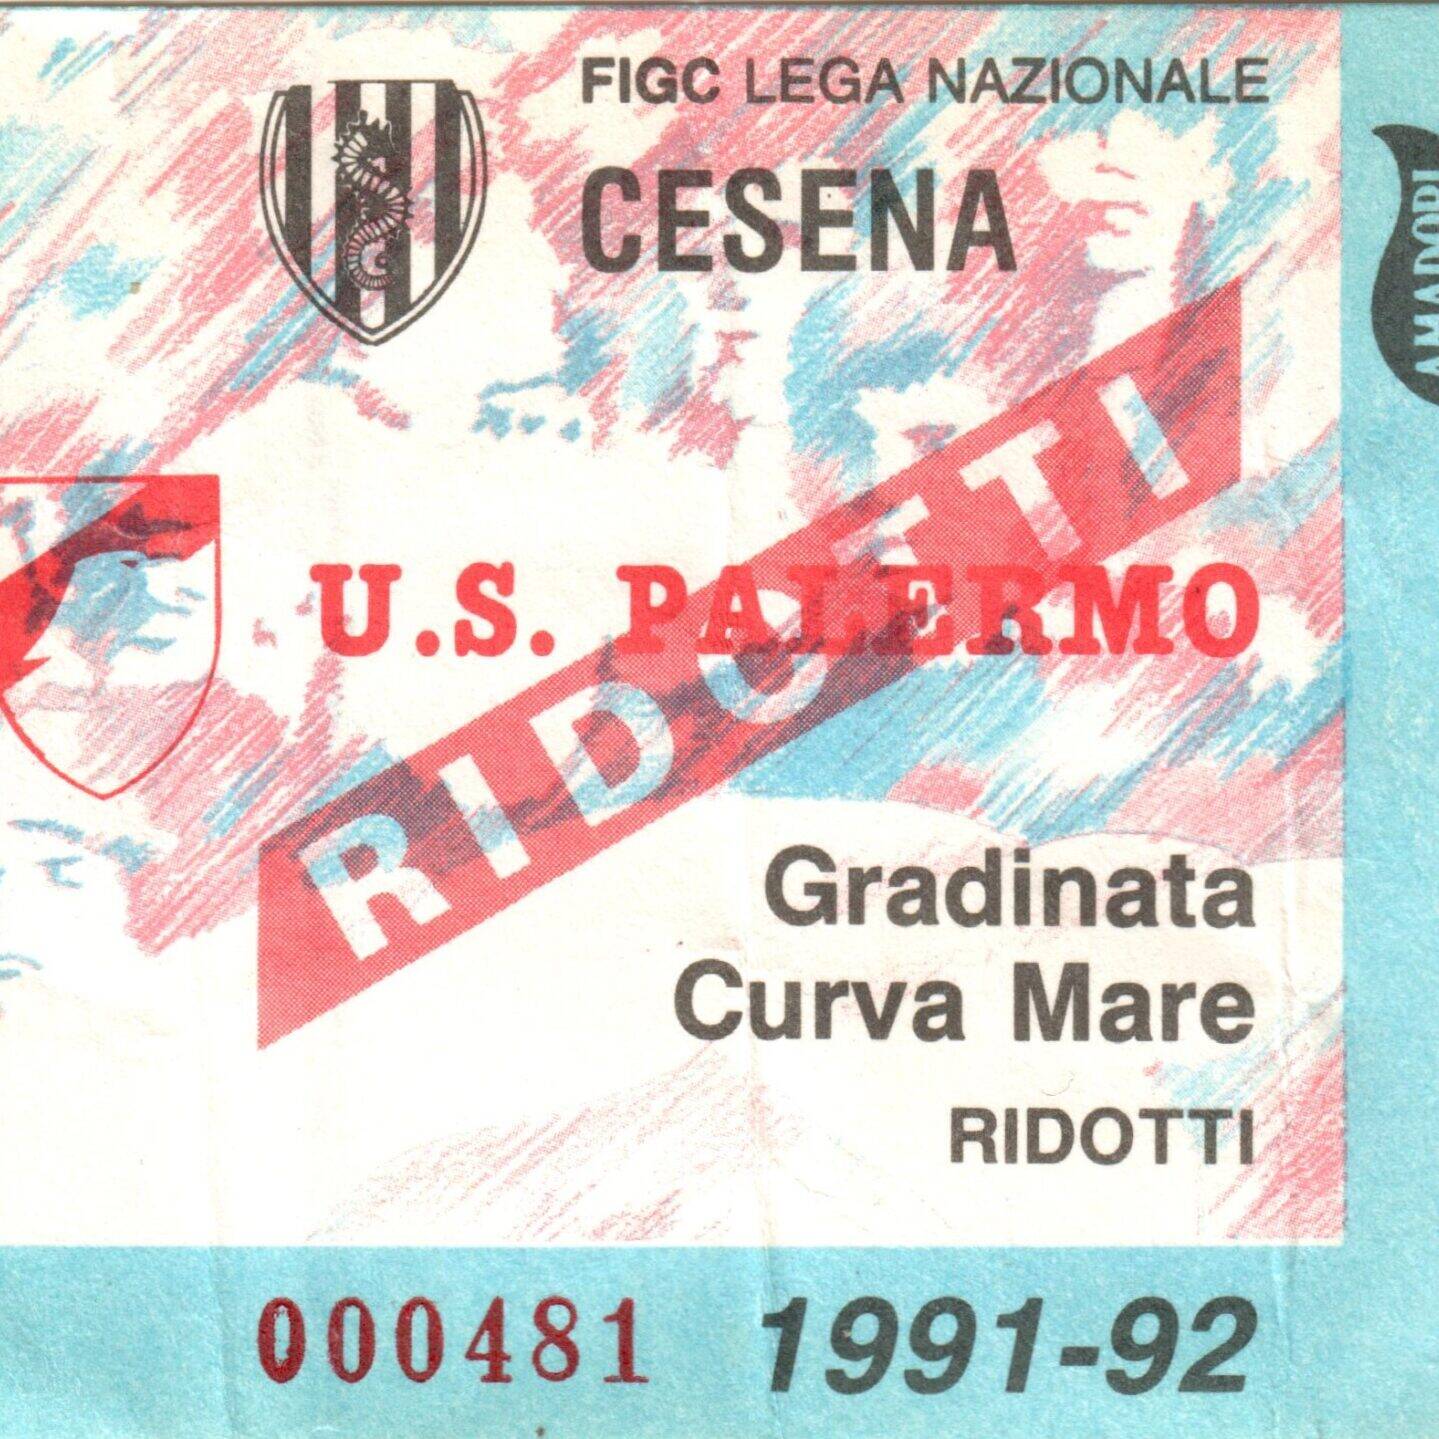 FIGC LEGA NAZIONALE
CESENA
U.S. PALERMO
RIDOTTI
Gradinata
Curva Mare
RIDOTTI
000481 1991-92
AMADORI